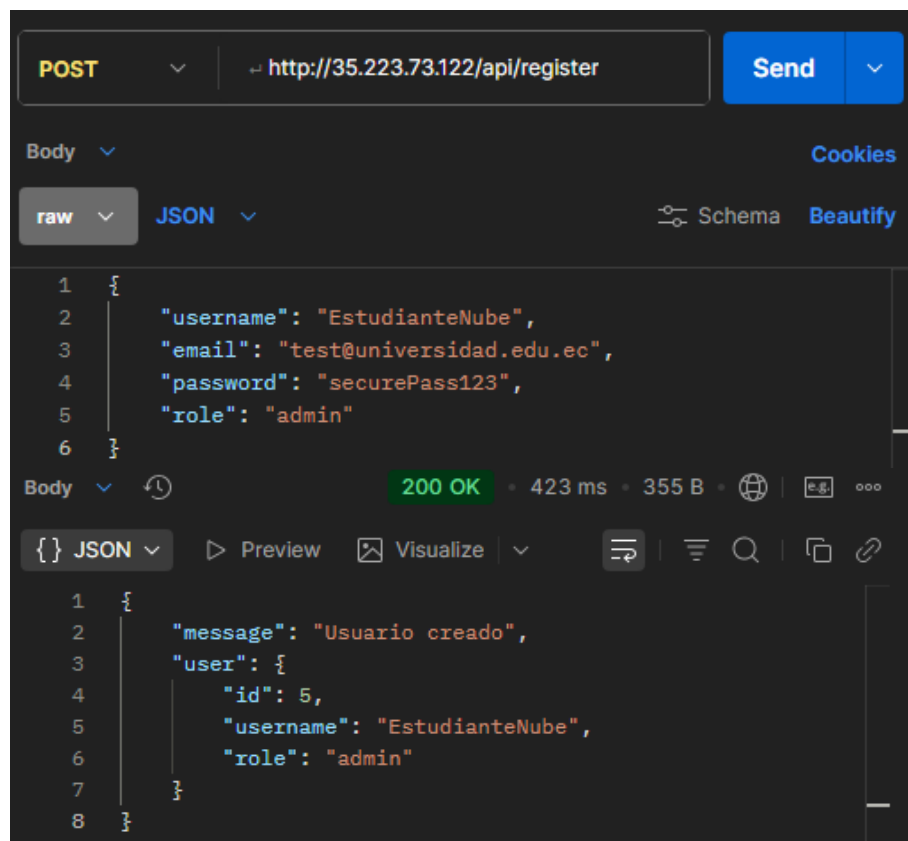 POST http://35.223.73.122/api/register Send
Body Cookies
raw JSON Schema Beautify
1 {
2 "username": "EstudianteNube",
3 "email": "test@universidad.edu.ec",
4 "password": "securePass123",
5 "role": "admin"
6 }
Body 200 OK • 423 ms • 355 B • e.g. ooo
{ } JSON Preview Visualize
1 {
2 "message": "Usuario creado",
3 "user": {
4 "id": 5,
5 "username": "EstudianteNube",
6 "role": "admin"
7 }
8 }